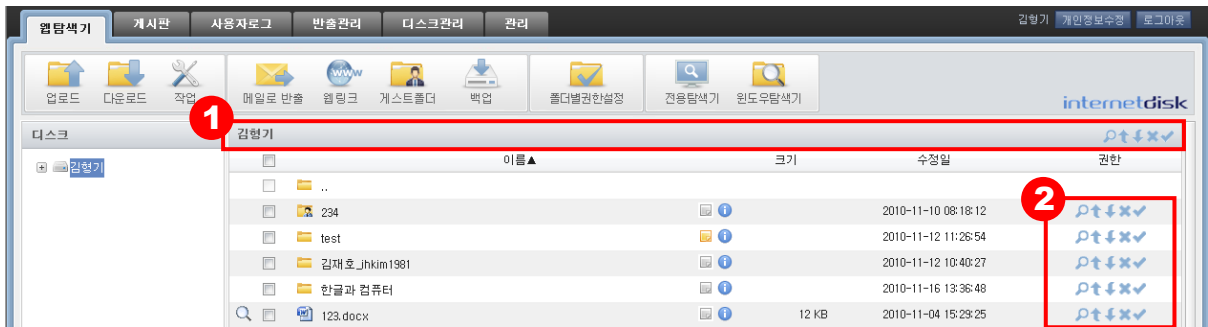 웹탐색기 게시판 사용자로그 반출관리 디스크관리 관리 김형기 개인정보수정 로그아웃
업로드 다운로드 작업 메일로 반출 웹링크 게스트폴더 백업 폴더별권한설정 전용탐색기 윈도우탐색기
www
internetdisk
1
디스크 김형기
김형기
이름▲ 크기 수정일 권한
..
2
234 2010-11-10 08:18:12
test 2010-11-12 11:26:54
김재호_jhkim1981 2010-11-12 10:40:27
한글과 컴퓨터 2010-11-16 13:36:48
123.docx 12 KB 2010-11-04 15:29:25